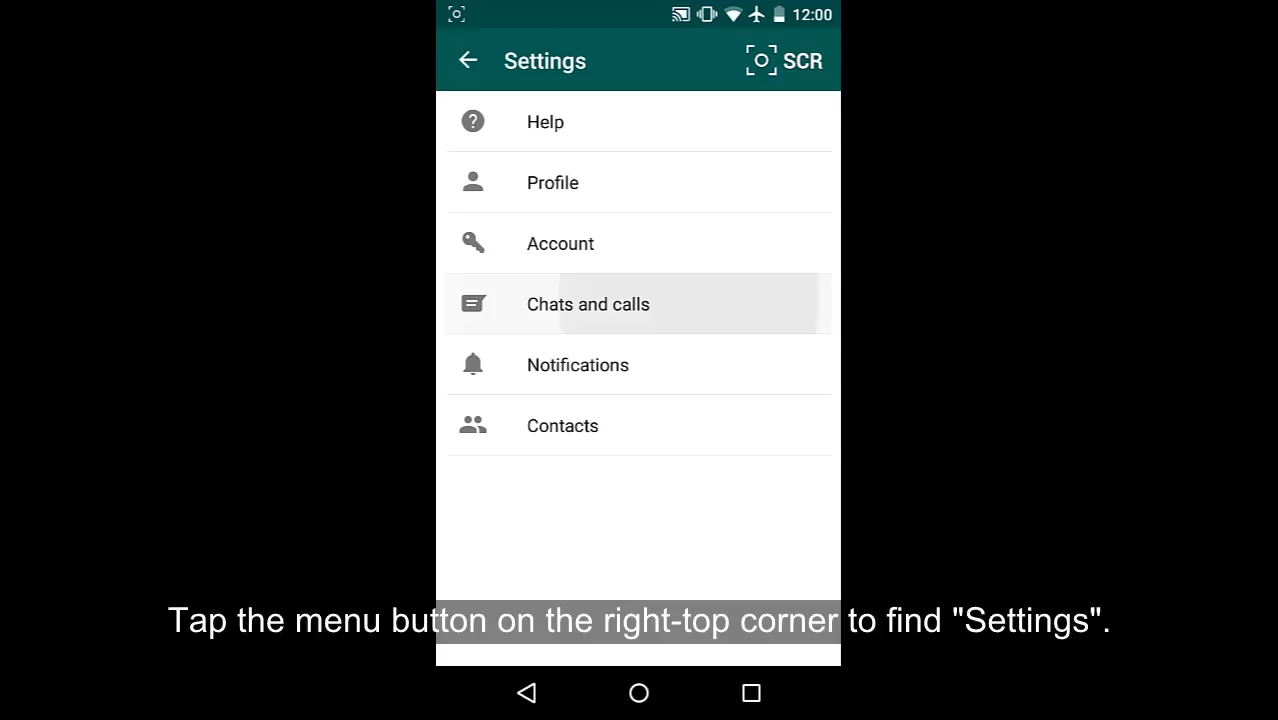 12:00
Settings
SCR
Help
Profile
Account
Chats and calls
Notifications
Contacts
Tap the menu button on the right-top corner to find "Settings".